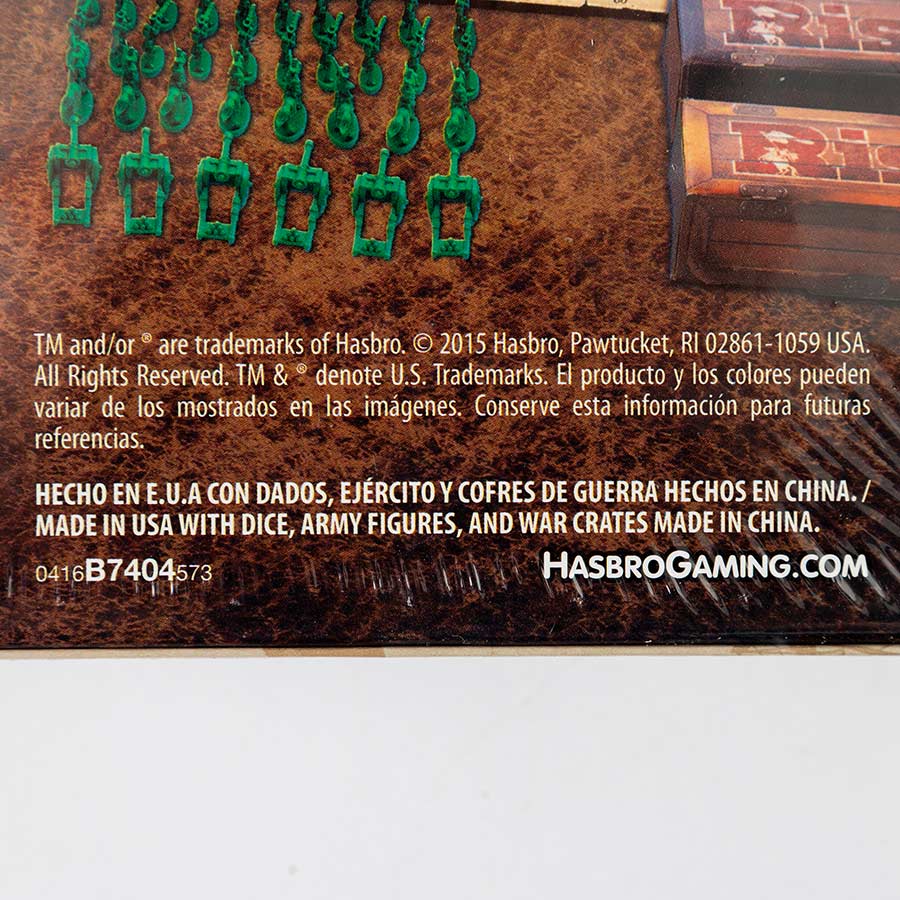 TM and/or ® are trademarks of Hasbro. © 2015 Hasbro, Pawtucket, RI 02861-1059 USA.
All Rights Reserved. TM & ® denote U.S. Trademarks. El producto y los colores pueden
variar de los mostrados en las imágenes. Conserve esta información para futuras
referencias.
HECHO EN E.U.A CON DADOS, EJÉRCITO Y COFRES DE GUERRA HECHOS EN CHINA. /
MADE IN USA WITH DICE, ARMY FIGURES, AND WAR CRATES MADE IN CHINA.
0416B7404573
HASBROGAMING.COM